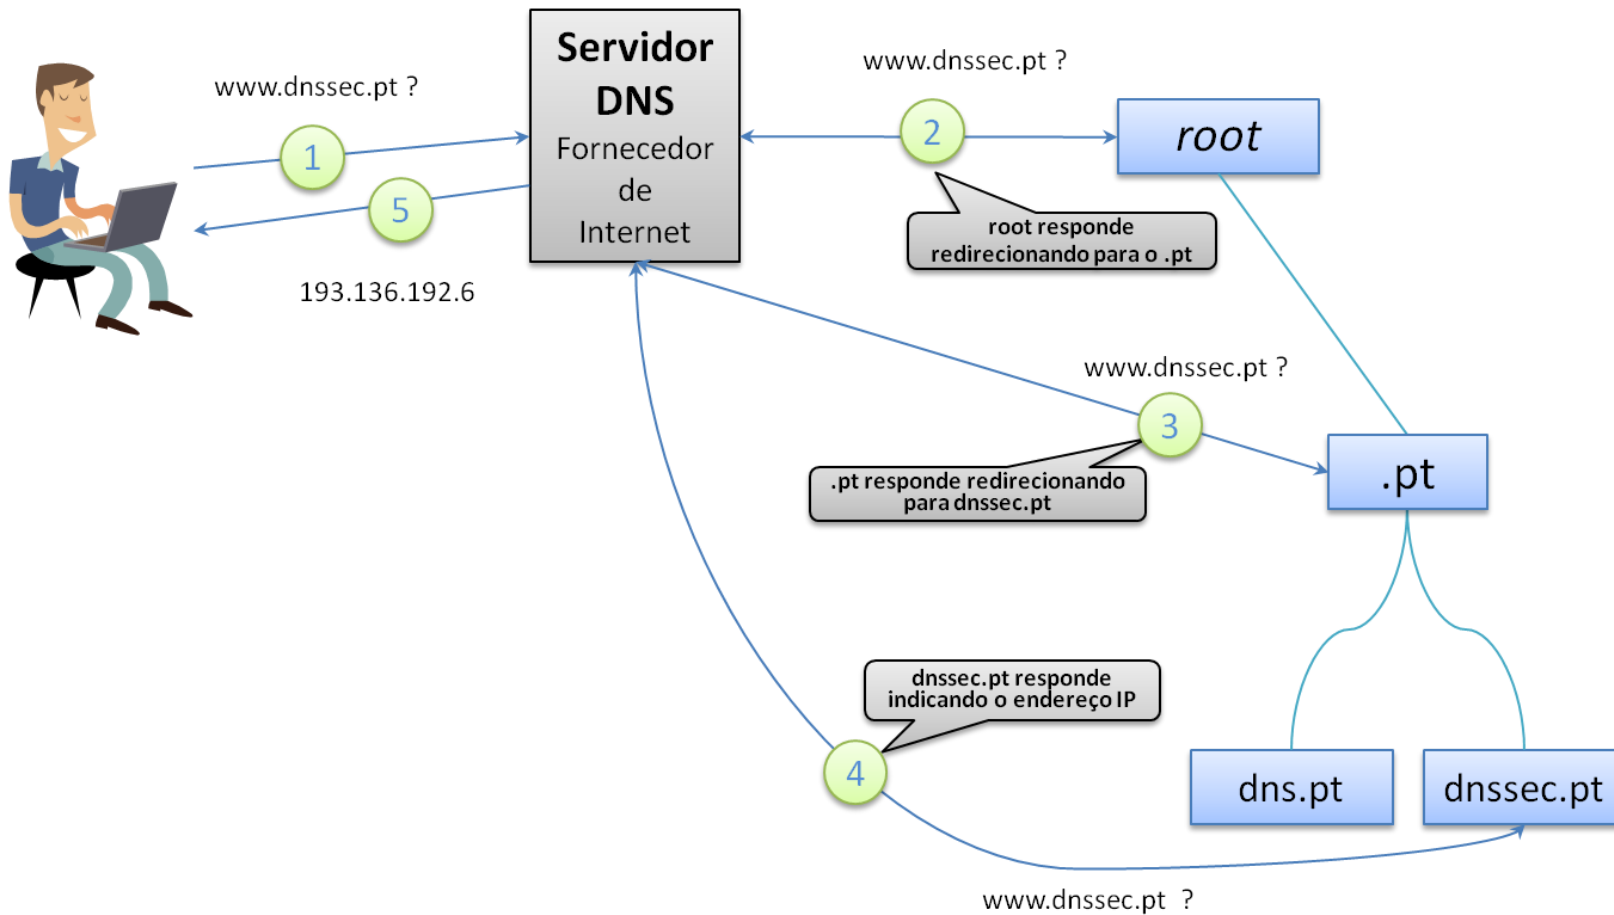 www.dnssec.pt ?
1
5
193.136.192.6
Servidor
DNS
Fornecedor
de
Internet
www.dnssec.pt ?
2
root
root responde
redirecionando para o .pt
www.dnssec.pt ?
3
.pt responde redirecionando
para dnssec.pt
.pt
dnssec.pt responde
indicando o endereço IP
4
dns.pt
dnssec.pt
www.dnssec.pt ?